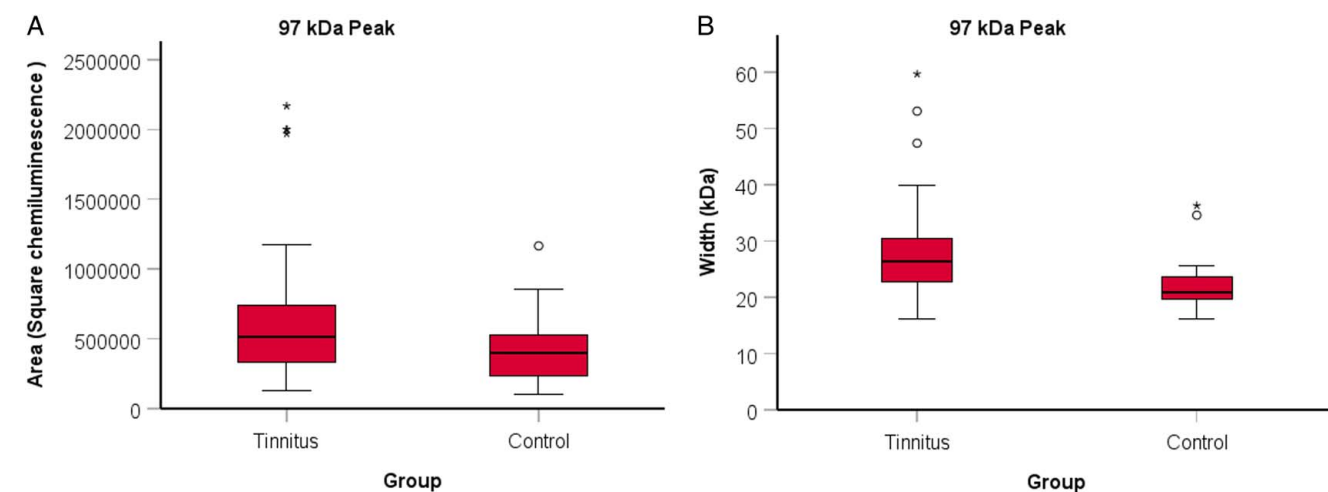 A
97 kDa Peak
Area (Square chemiluminescence )
2500000
2000000
1500000
1000000
500000
0
Tinnitus
Control
Group
B
97 kDa Peak
Width (kDa)
60
50
40
30
20
10
0
Tinnitus
Control
Group